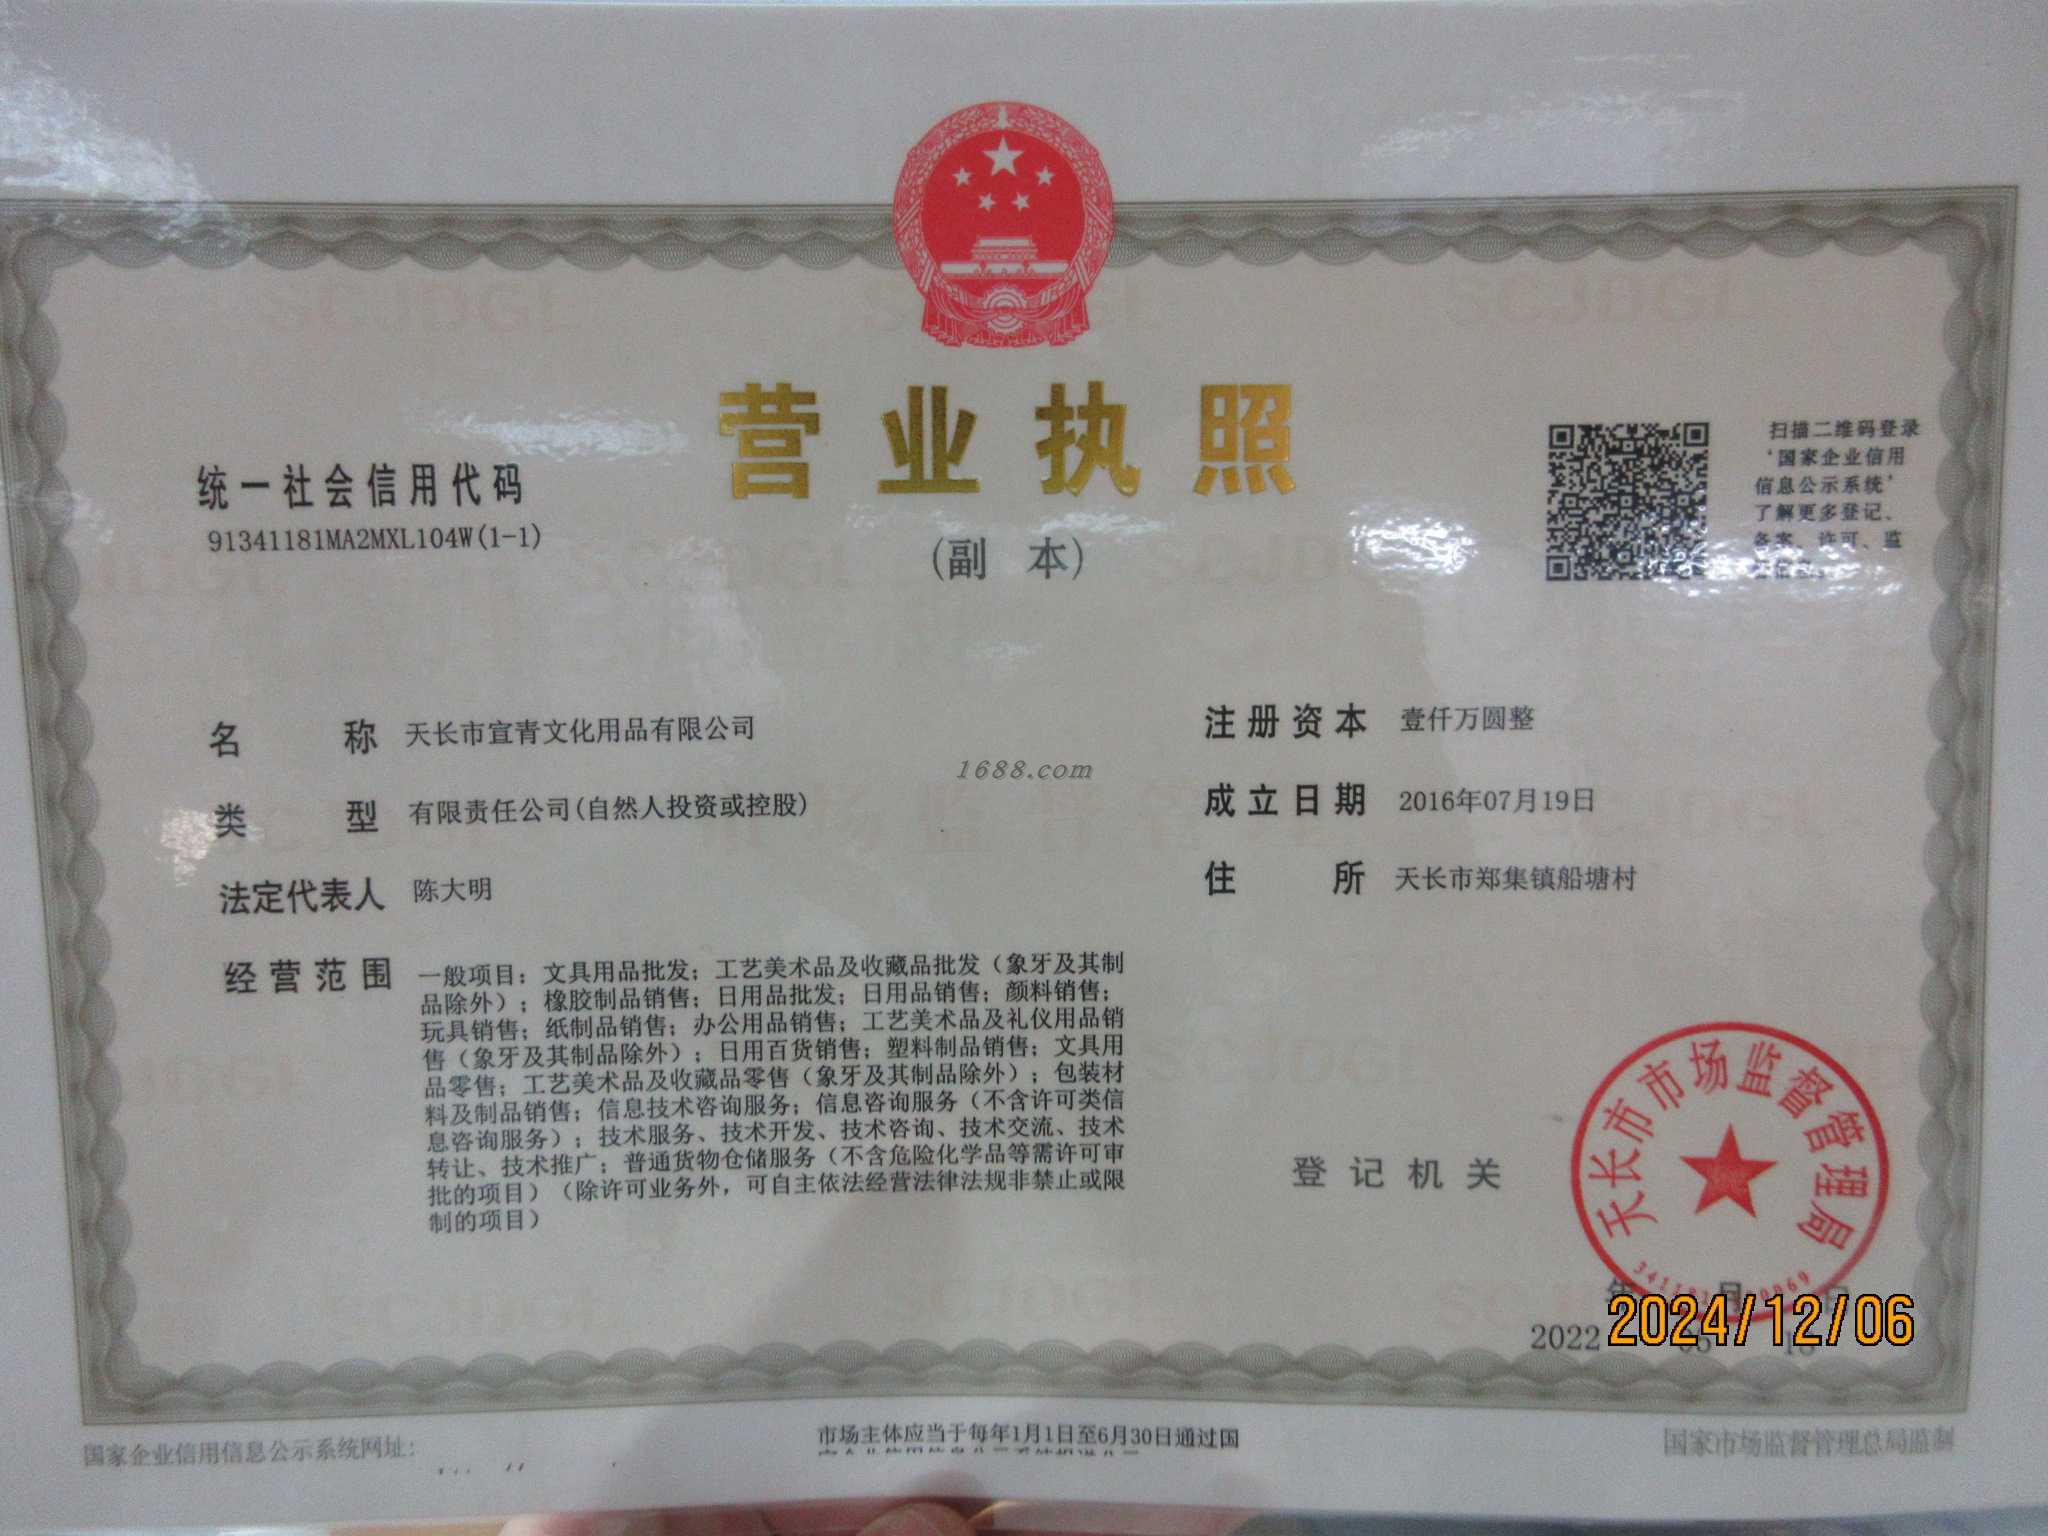 营业执照
(副 本)
统一社会信用代码
91341181MA2MXL104W(1-1)
扫描二维码登录
‘国家企业信用
信息公示系统’
了解更多登记、
备案、许可、监
名 称 天长市宣青文化用品有限公司
类 型 有限责任公司(自然人投资或控股)
法定代表人 陈大明
经营范围 一般项目：文具用品批发；工艺美术品及收藏品批发（象牙及其制
品除外）；橡胶制品销售；日用品批发；日用品销售；颜料销售；
玩具销售；纸制品销售；办公用品销售；工艺美术品及礼仪用品销
售（象牙及其制品除外）；日用百货销售；塑料制品销售；文具用
品零售；工艺美术品及收藏品零售（象牙及其制品除外）；包装材
料及制品销售；信息技术咨询服务；信息咨询服务（不含许可类信
息咨询服务）；技术服务、技术开发、技术咨询、技术交流、技术
转让、技术推广；普通货物仓储服务（不含危险化学品等需许可审
批的项目）（除许可业务外，可自主依法经营法律法规非禁止或限
制的项目）
注册资本 壹仟万圆整
成立日期 2016年07月19日
住 所 天长市郑集镇船塘村
1688.com
登记机关
天长市市场监督管理局
年 月 日
2022
2024/12/06
国家企业信用信息公示系统网址：
市场主体应当于每年1月1日至6月30日通过国
国家市场监督管理总局监制